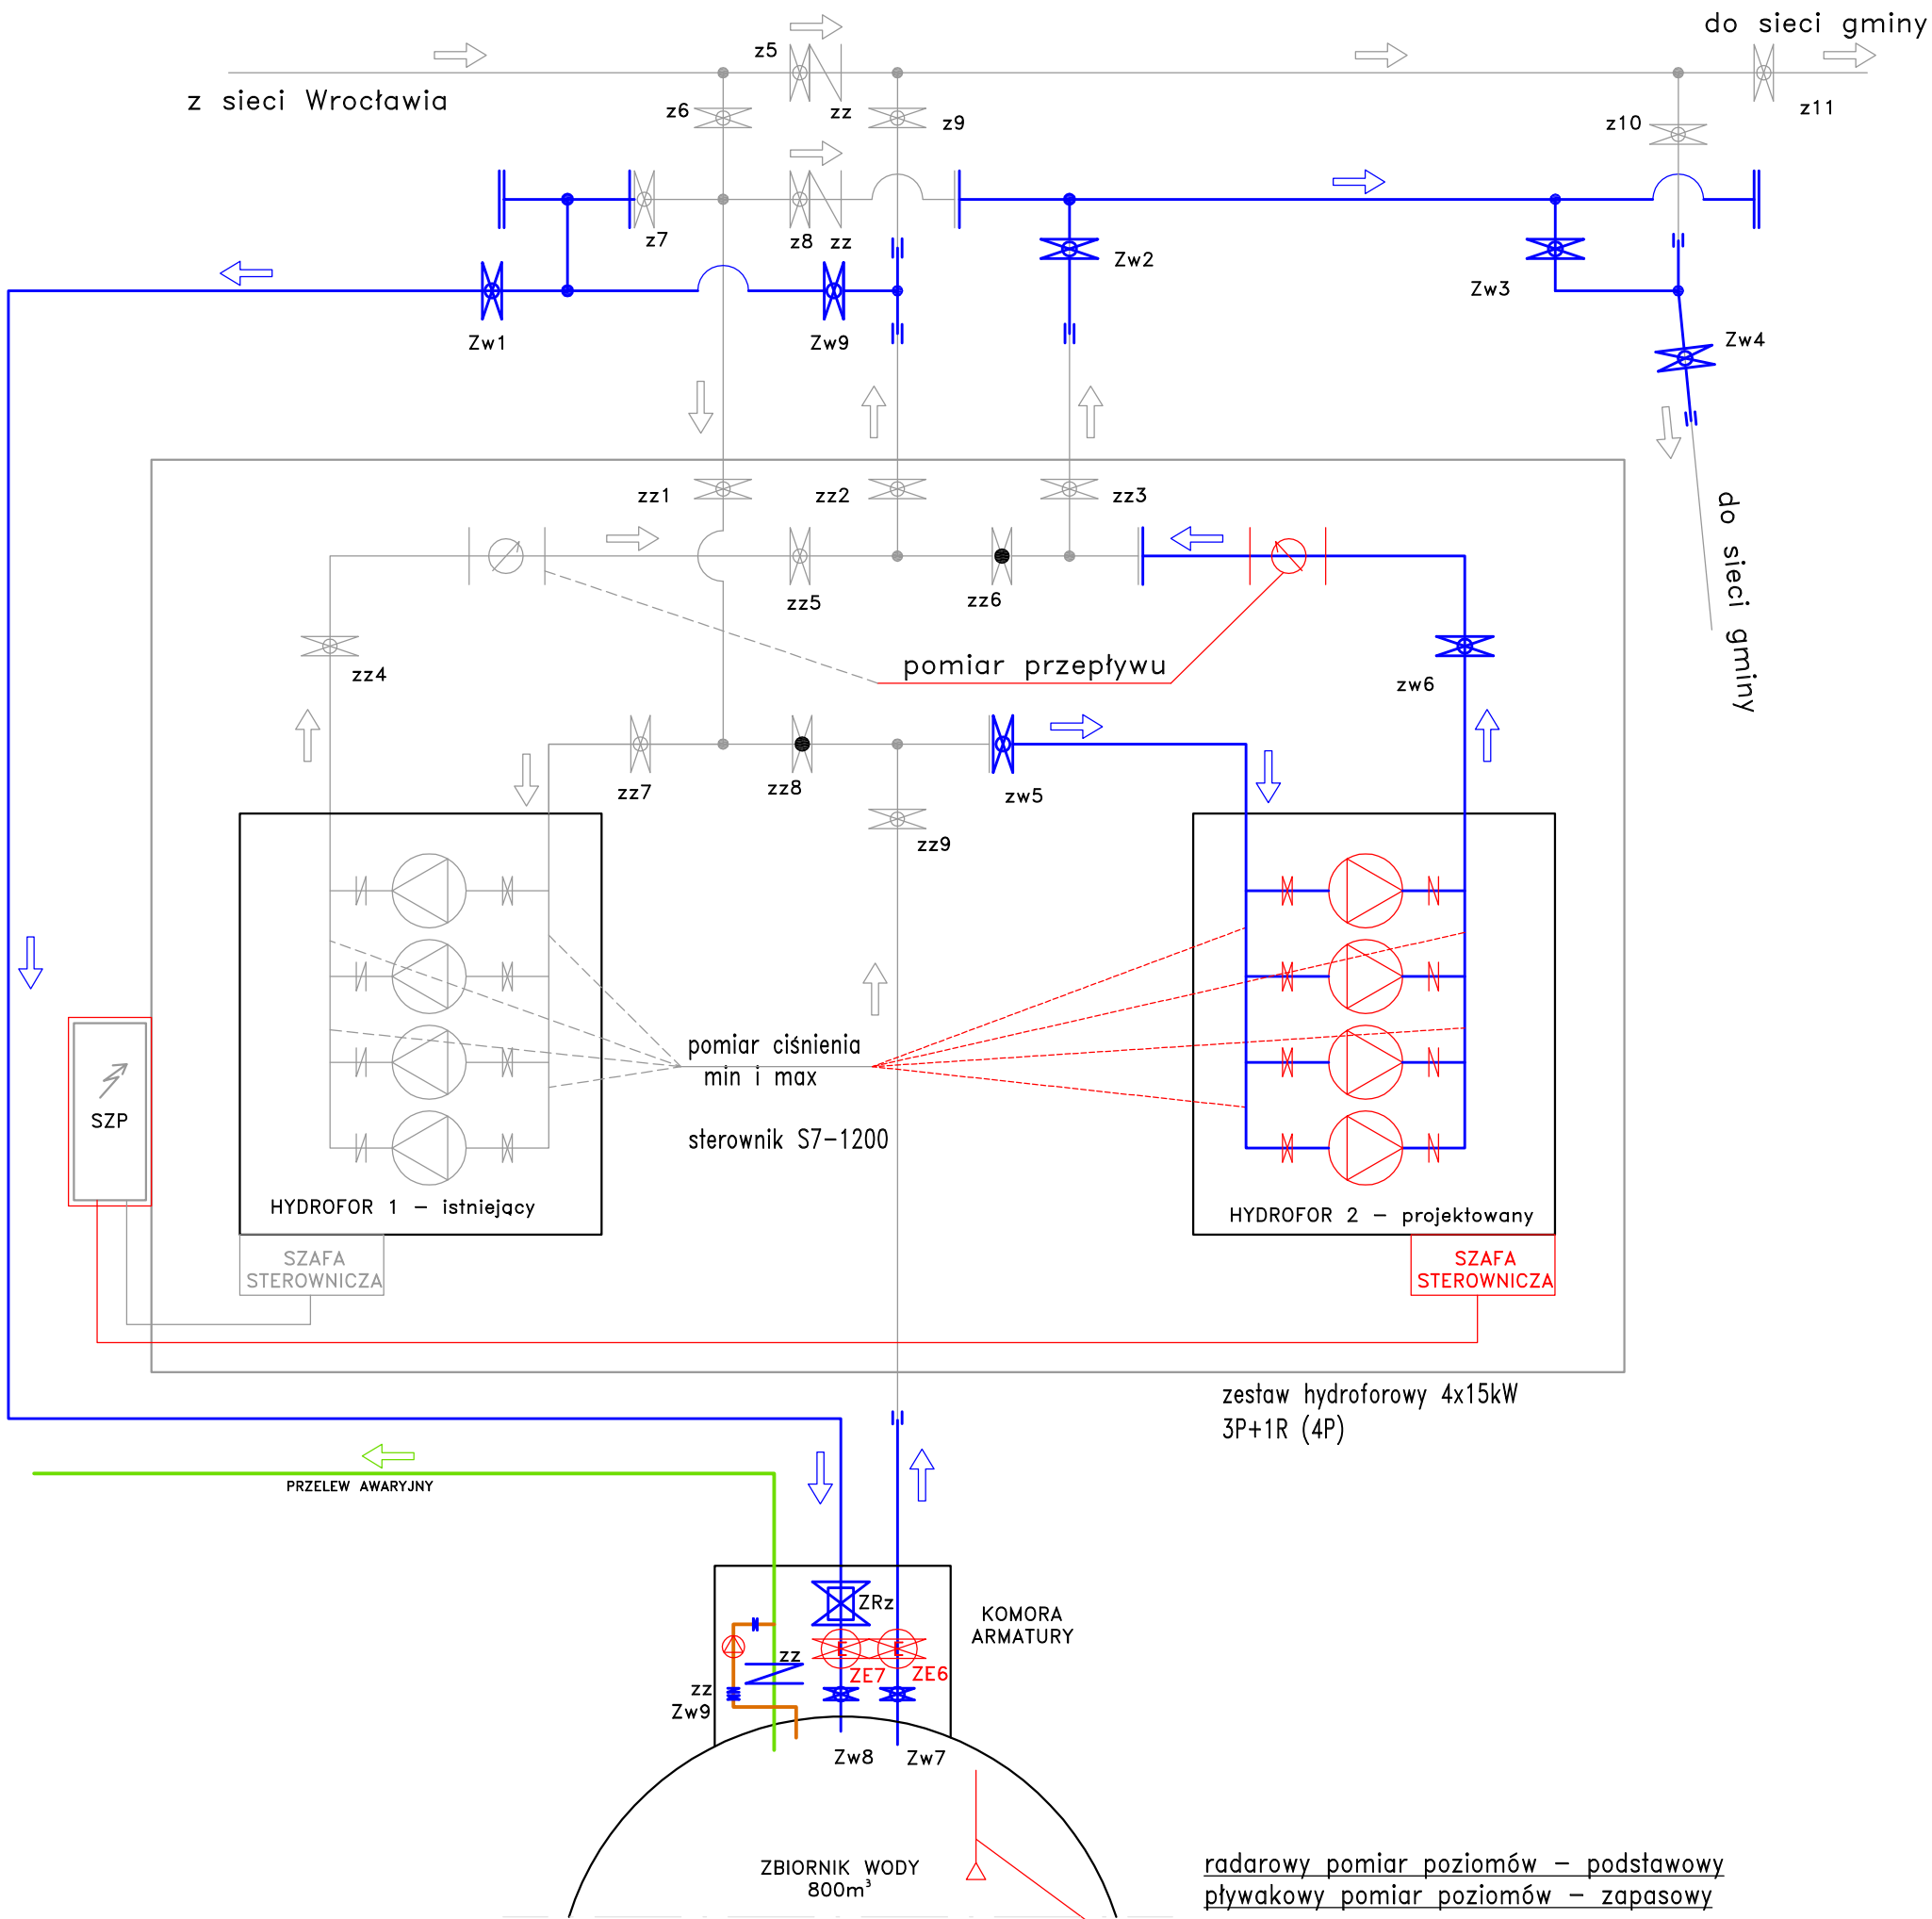 do sieci gminy
z5
z sieci Wrocławia
z6
zz
z9
z10
z11
z7
z8
zz
Zw2
Zw3
Zw1
Zw9
Zw4
zz1
zz2
zz3
do sieci gminy
zz5
zz6
zz4
pomiar przepływu
zw6
zz7
zz8
zw5
zz9
pomiar ciśnienia
min i max
SZP
sterownik S7-1200
HYDROFOR 1 - istniejący
HYDROFOR 2 - projektowany
SZAFA
STEROWNICZA
SZAFA
STEROWNICZA
zestaw hydroforowy 4x15kW
3P+1R (4P)
PRZELEW AWARYJNY
ZRz
KOMORA
ARMATURY
E
E
zz
ZE7
ZE6
zz
Zw9
Zw8
Zw7
ZBIORNIK WODY
800m³
radarowy pomiar poziomów - podstawowy
pływakowy pomiar poziomów - zapasowy